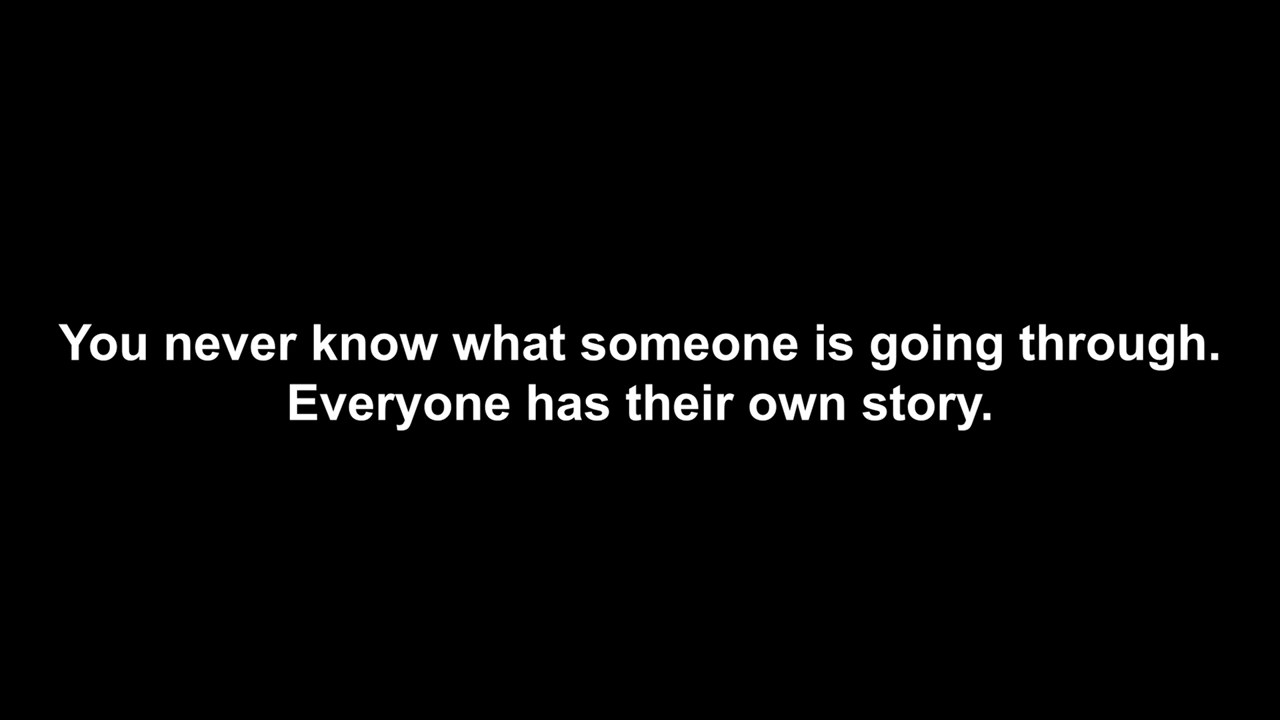 You never know what someone is going through.
Everyone has their own story.